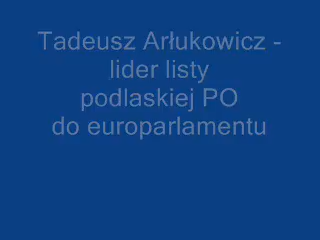 Tadeusz Arłukowicz -
lider listy
podlaskiej PO
do europarlamentu